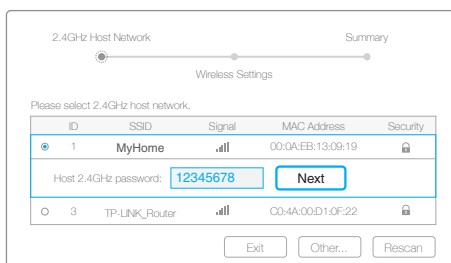 2.4GHz Host Network Summary
Wireless Settings
Please select 2.4GHz host network.
ID SSID Signal MAC Address Security
1 MyHome 00:0A:EB:13:09:19
Host 2.4GHz password: 12345678 Next
3 TP-LINK_Router C0:4A:00:D1:0F:22
Exit Other... Rescan